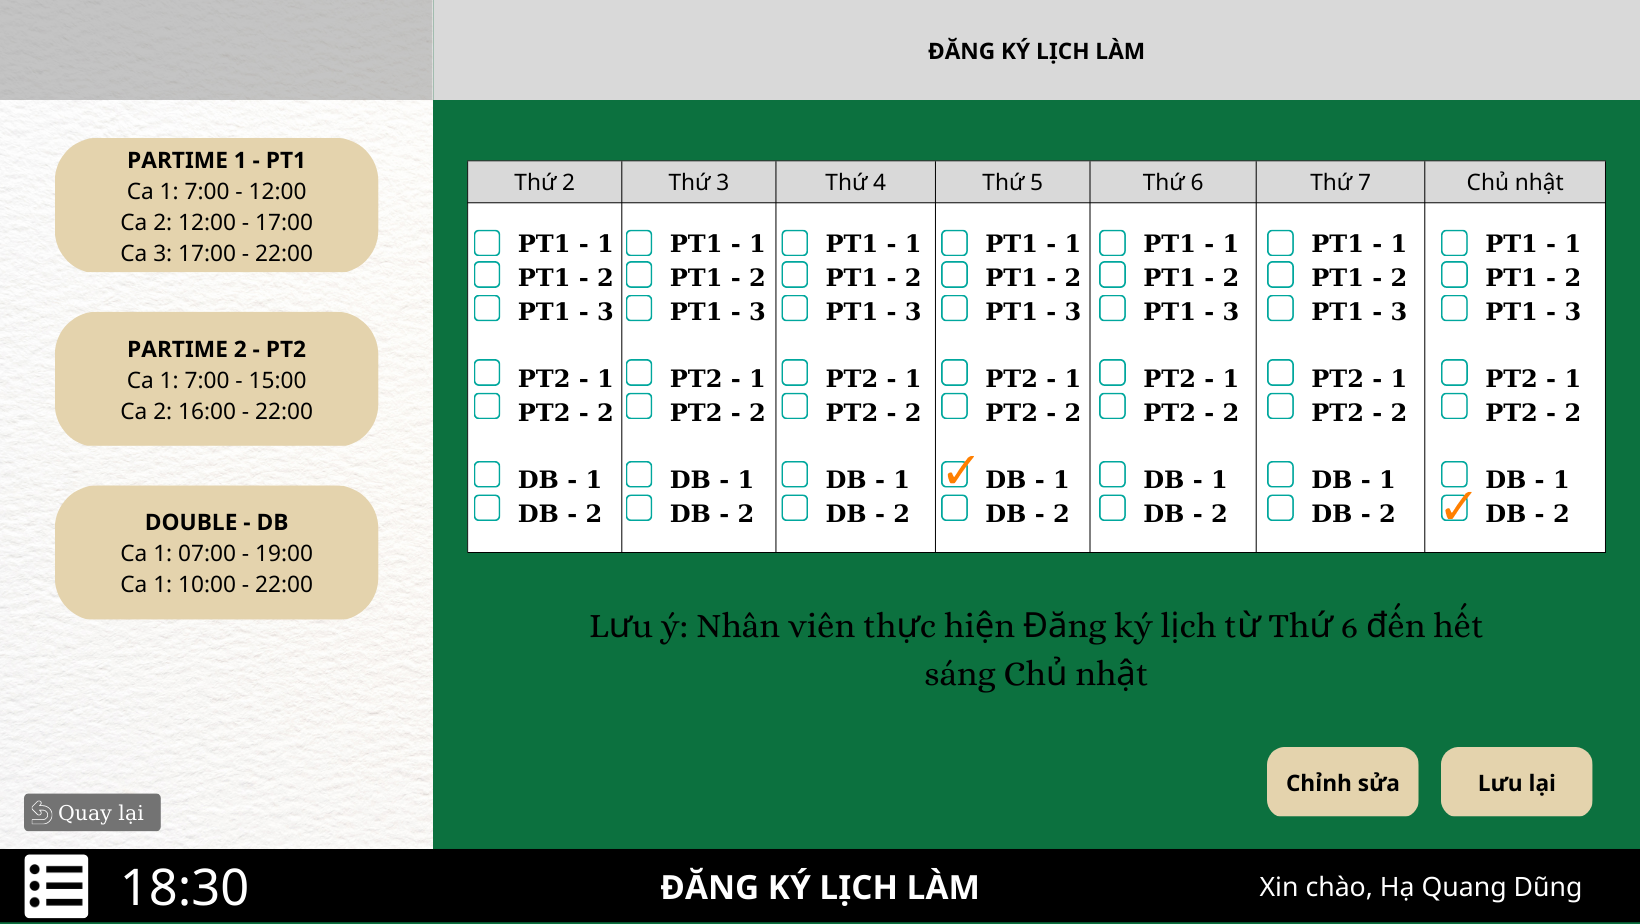 ĐĂNG KÝ LỊCH LÀM
PARTIME 1 - PT1
Ca 1: 7:00 - 12:00
Ca 2: 12:00 - 17:00
Ca 3: 17:00 - 22:00
PARTIME 2 - PT2
Ca 1: 7:00 - 15:00
Ca 2: 16:00 - 22:00
DOUBLE - DB
Ca 1: 07:00 - 19:00
Ca 1: 10:00 - 22:00
Quay lại
Thứ 2 Thứ 3 Thứ 4 Thứ 5 Thứ 6 Thứ 7 Chủ nhật
PT1 - 1 PT1 - 1 PT1 - 1 PT1 - 1 PT1 - 1 PT1 - 1 PT1 - 1
PT1 - 2 PT1 - 2 PT1 - 2 PT1 - 2 PT1 - 2 PT1 - 2 PT1 - 2
PT1 - 3 PT1 - 3 PT1 - 3 PT1 - 3 PT1 - 3 PT1 - 3 PT1 - 3
PT2 - 1 PT2 - 1 PT2 - 1 PT2 - 1 PT2 - 1 PT2 - 1 PT2 - 1
PT2 - 2 PT2 - 2 PT2 - 2 PT2 - 2 PT2 - 2 PT2 - 2 PT2 - 2
DB - 1 DB - 1 DB - 1 DB - 1 DB - 1 DB - 1 DB - 1
DB - 2 DB - 2 DB - 2 DB - 2 DB - 2 DB - 2 DB - 2
Lưu ý: Nhân viên thực hiện Đăng ký lịch từ Thứ 6 đến hết
sáng Chủ nhật
Chỉnh sửa Lưu lại
18:30 ĐĂNG KÝ LỊCH LÀM Xin chào, Hạ Quang Dũng